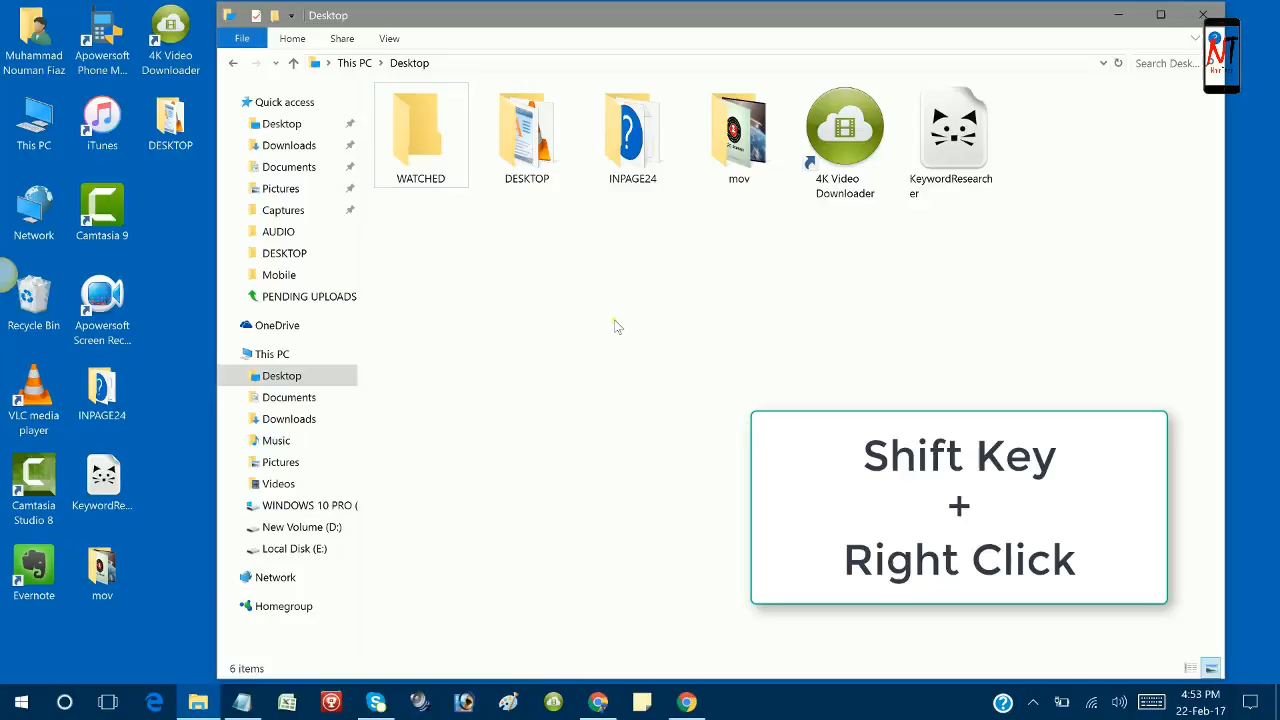 Muhammad
Nouman Fiaz
Apowersoft
Phone M...
4K Video
Downloader
This PC
iTunes
DESKTOP
Network
Camtasia 9
Recycle Bin
Apowersoft
Screen Rec...
VLC media
player
INPAGE24
Camtasia
Studio 8
KeywordRe...
Evernote
mov
Desktop
File
Home
Share
View
This PC
Desktop
Search Desk...
Quick access
Desktop
Downloads
Documents
Pictures
Captures
AUDIO
DESKTOP
Mobile
PENDING UPLOADS
OneDrive
This PC
Desktop
Documents
Downloads
Music
Pictures
Videos
WINDOWS 10 PRO (
New Volume (D:)
Local Disk (E:)
Network
Homegroup
WATCHED
DESKTOP
INPAGE24
mov
4K Video
Downloader
KeywordResearch
er
Shift Key
+
Right Click
6 items
4:53 PM
22-Feb-17